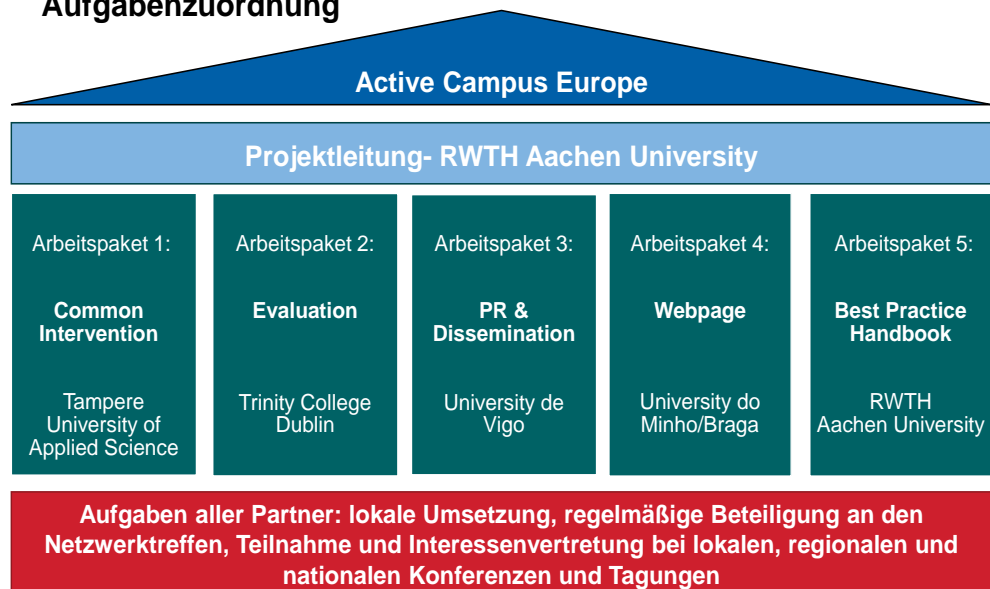 Aufgabenzuordnung
Active Campus Europe
Projektleitung- RWTH Aachen University
Arbeitspaket 1:
Common
Intervention
Tampere
University of
Applied Science
Arbeitspaket 2:
Evaluation
Trinity College
Dublin
Arbeitspaket 3:
PR &
Dissemination
University de
Vigo
Arbeitspaket 4:
Webpage
University do
Minho/Braga
Arbeitspaket 5:
Best Practice
Handbook
RWTH
Aachen University
Aufgaben aller Partner: lokale Umsetzung, regelmäßige Beteiligung an den
Netzwerktreffen, Teilnahme und Interessenvertretung bei lokalen, regionalen und
nationalen Konferenzen und Tagungen